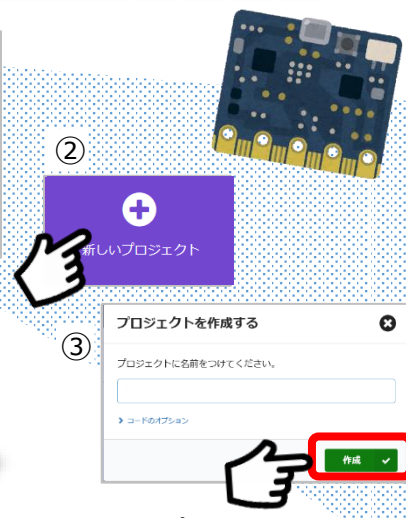 ②
新しいプロジェクト
③
プロジェクトを作成する
プロジェクトに名前をつけてください。
コードのオプション
作成